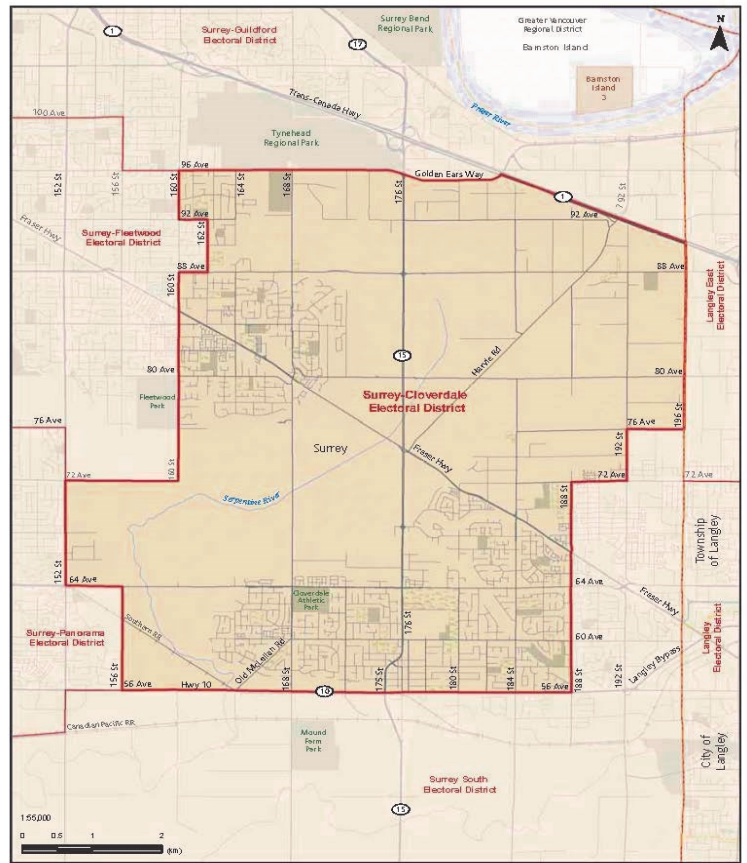 Surrey Bend
Regional Park
Greater Vancouver
Regional District
Barnston Island
N
Surrey-Guildford
Electoral District
1
17
Barnston
Island
3
Trans-Canada Hwy
Fraser River
100 Ave
Tynehead
Regional Park
96 Ave
Golden Ears Way
152 St
156 St
160 St
164 St
168 St
176 St
1
92 Ave
162 St
92 Ave
Fraser Hwy
Surrey-Fleetwood
Electoral District
88 Ave
88 Ave
160 St
Langley East
Electoral District
15
Harvie Rd
80 Ave
80 Ave
Fleetwood
Park
Surrey-Cloverdale
Electoral District
196 St
76 Ave
76 Ave
Surrey
192 St
Fraser Hwy
160 St
72 Ave
72 Ave
72 Ave
188 St
Serpentine River
Township
of Langley
152 St
64 Ave
64 Ave
Cloverdale
Athletic
Park
Fraser Hwy
Southern Rr
176 St
60 Ave
Surrey-Panorama
Electoral District
Old McLellan Rd
Langley
Electoral District
Langley Bypass
156 St
168 St
175 St
180 St
184 St
188 St
192 St
56 Ave
Hwy 10
10
56 Ave
Canadian Pacific RR
Mound
Farm
Park
City of
Langley
Surrey South
Electoral District
15
1:55,000
0 0.5 1 2
(km)